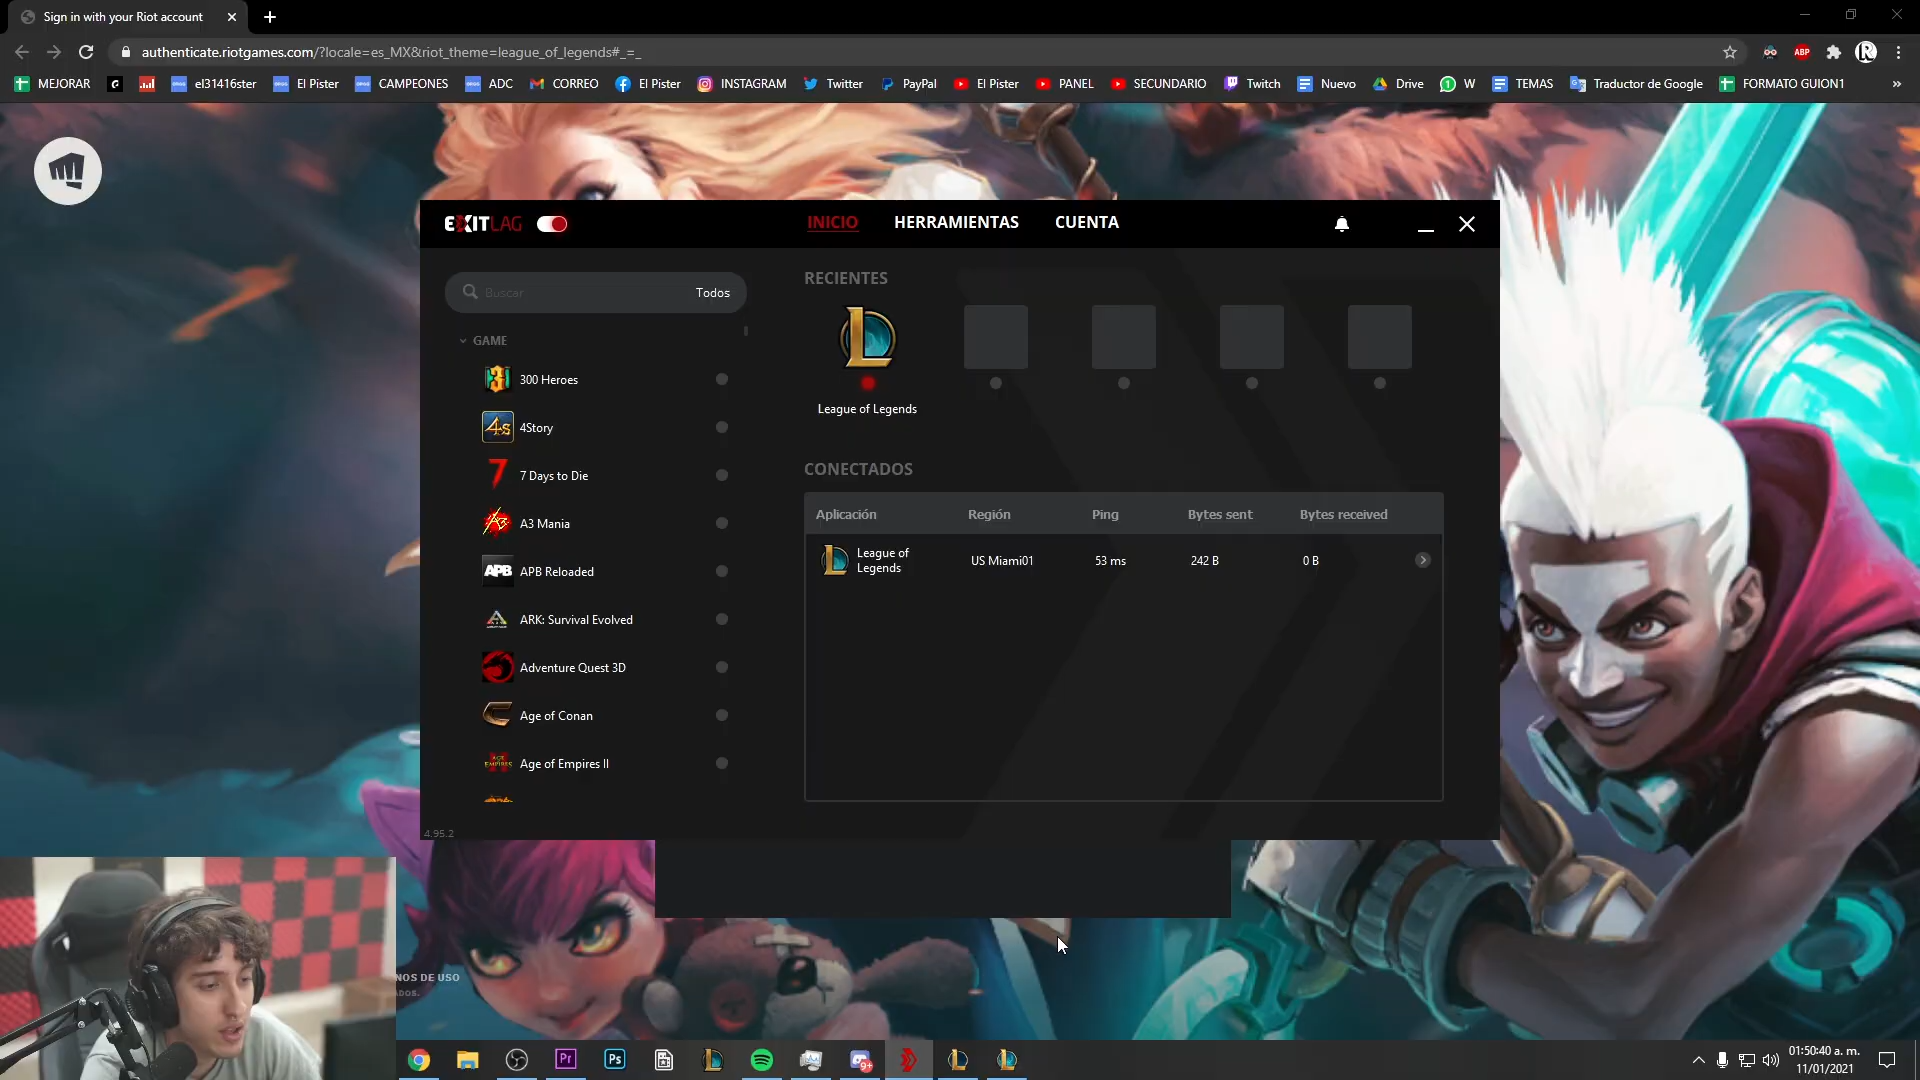 Sign in with your Riot account
authenticate.riotgames.com/?locale=es_MX&riot_theme=league_of_legends#_=_
ABP
MEJORAR
el31416ster
El Pister
CAMPEONES
ADC
CORREO
El Pister
INSTAGRAM
Twitter
PayPal
El Pister
PANEL
SECUNDARIO
Twitch
Nuevo
Drive
W
TEMAS
Traductor de Google
FORMATO GUION1
EXITLAG
INICIO
HERRAMIENTAS
CUENTA
Buscar
Todos
GAME
300 Heroes
4Story
7 Days to Die
A3 Mania
APB Reloaded
ARK: Survival Evolved
Adventure Quest 3D
Age of Conan
Age of Empires II
4.95.2
RECIENTES
League of Legends
CONECTADOS
Aplicación Región Ping Bytes sent Bytes received
League of Legends US Miami01 53 ms 242 B 0 B
NOS DE USO
ADOS.
Pr
Ps
9+
01:50:40 a. m.
11/01/2021